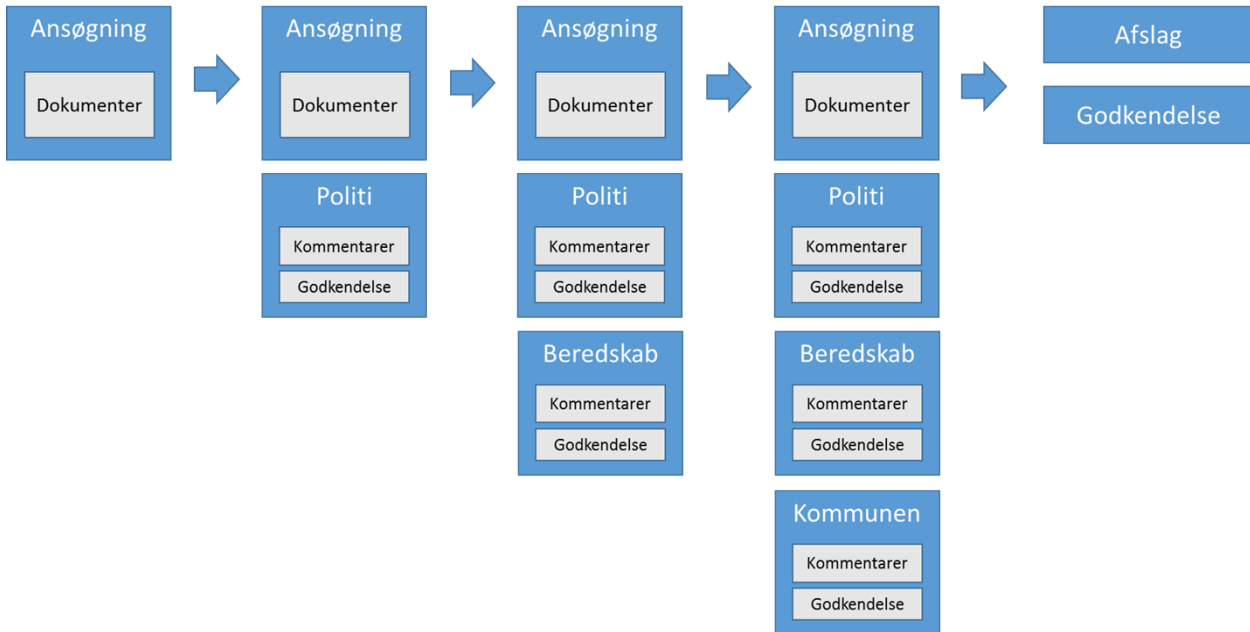 Ansøgning
Dokumenter
Ansøgning
Dokumenter
Politi
Kommentarer
Godkendelse
Ansøgning
Dokumenter
Politi
Kommentarer
Godkendelse
Beredskab
Kommentarer
Godkendelse
Ansøgning
Dokumenter
Politi
Kommentarer
Godkendelse
Beredskab
Kommentarer
Godkendelse
Kommunen
Kommentarer
Godkendelse
Afslag
Godkendelse